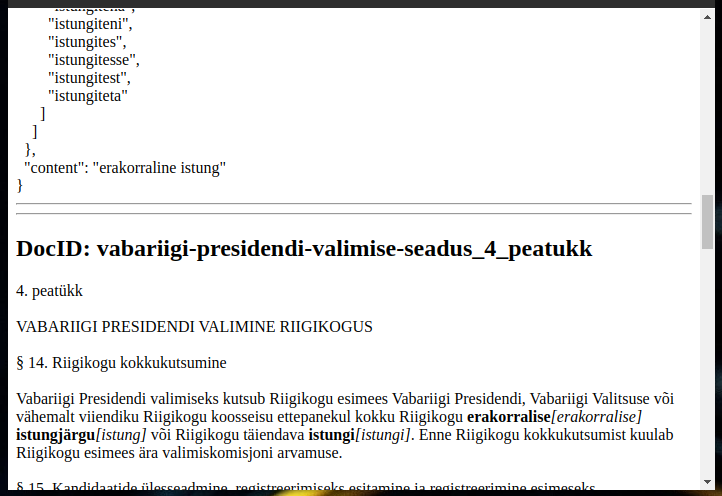 "istungiteni",
"istungites",
"istungitesse",
"istungitest",
"istungiteta"
]
]
},
"content": "erakorraline istung"
}
DocID: vabariigi-presidendi-valimise-seadus_4_peatukk
4. peatükk
VABARIIGI PRESIDENDI VALIMINE RIIGIKOGUS
§ 14. Riigikogu kokkukutsumine
Vabariigi Presidendi valimiseks kutsub Riigikogu esimees Vabariigi Presidendi, Vabariigi Valitsuse või
vähemalt viiendiku Riigikogu koosseisu ettepanekul kokku Riigikogu erakorralise[erakorralise]
istungjärgu[istung] või Riigikogu täiendava istungi[istungi]. Enne Riigikogu kokkukutsumist kuulab
Riigikogu esimees ära valimiskomisjoni arvamuse.
§ 15. Kandidaatide ülesseadmine, registreerimiseks esitamine ja registreerimine esimeseks